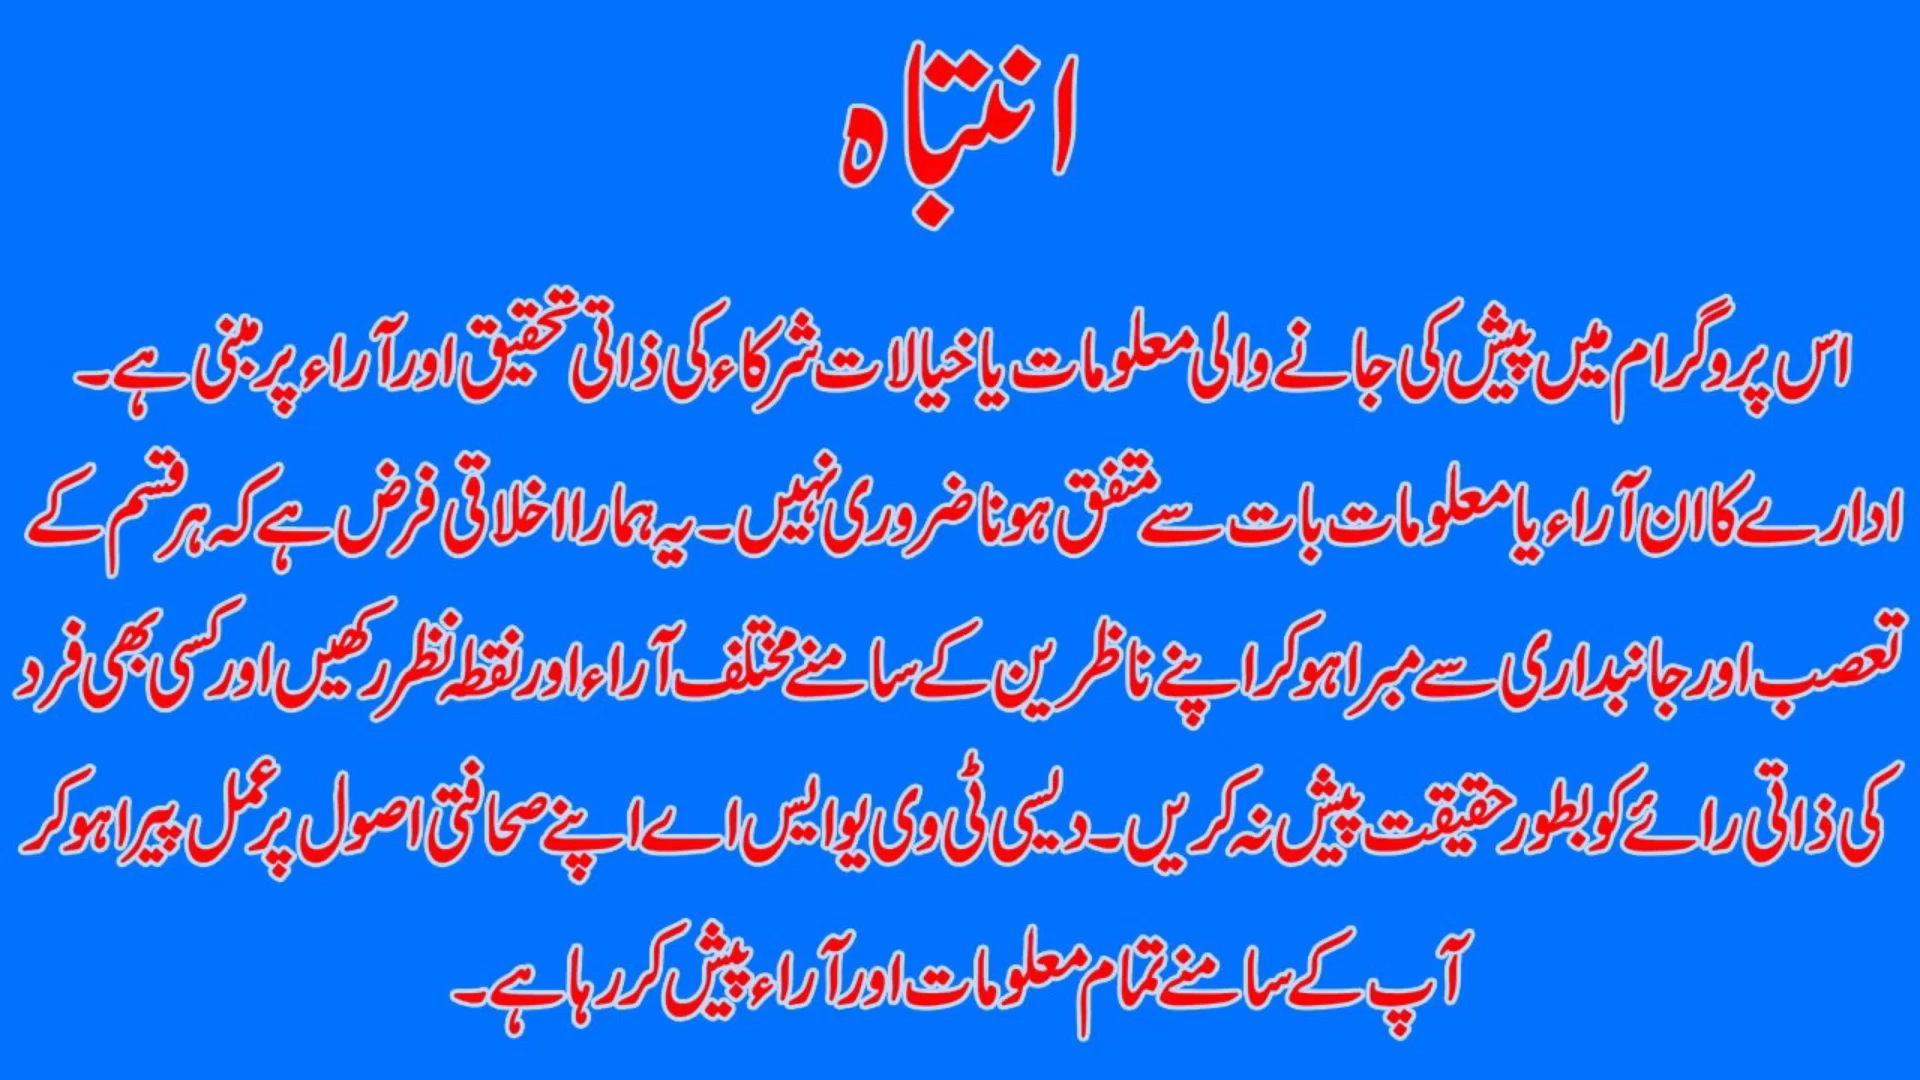 انتباہ
اس پروگرام میں پیش کی جانے والی معلومات یا خیالات شرکاء کی ذاتی تحقیق اور آراء پر مبنی ہے۔
ادارے کا ان آراء یا معلومات بات سے متفق ہونا ضروری نہیں۔ یہ ہمارا اخلاقی فرض ہے کہ ہر قسم کے
تعصب اور جانبداری سے مبرا ہو کر اپنے ناظرین کے سامنے مختلف آراء اور نقطہ نظر رکھیں اور کسی بھی فرد
کی ذاتی رائے کو بطور حقیقت پیش نہ کریں۔ دیسی ٹی وی یو ایس اے اپنے صحافتی اصول پر عمل پیرا ہو کر
آپ کے سامنے تمام معلومات اور آراء پیش کر رہا ہے۔